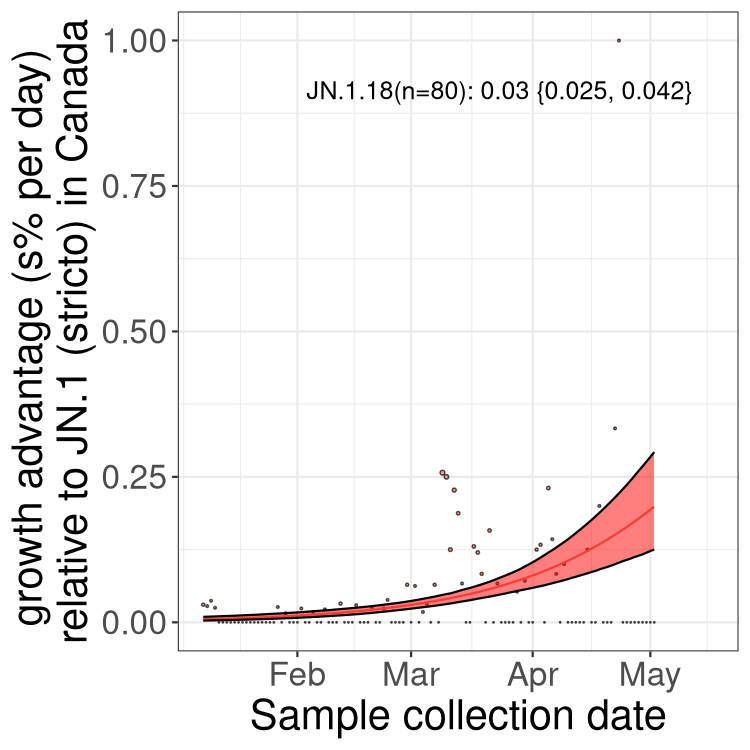 growth advantage (s% per day)
relative to JN.1 (stricto) in Canada
1.00
0.75
0.50
0.25
0.00
JN.1.18(n=80): 0.03 {0.025, 0.042}
Feb Mar Apr May
Sample collection date